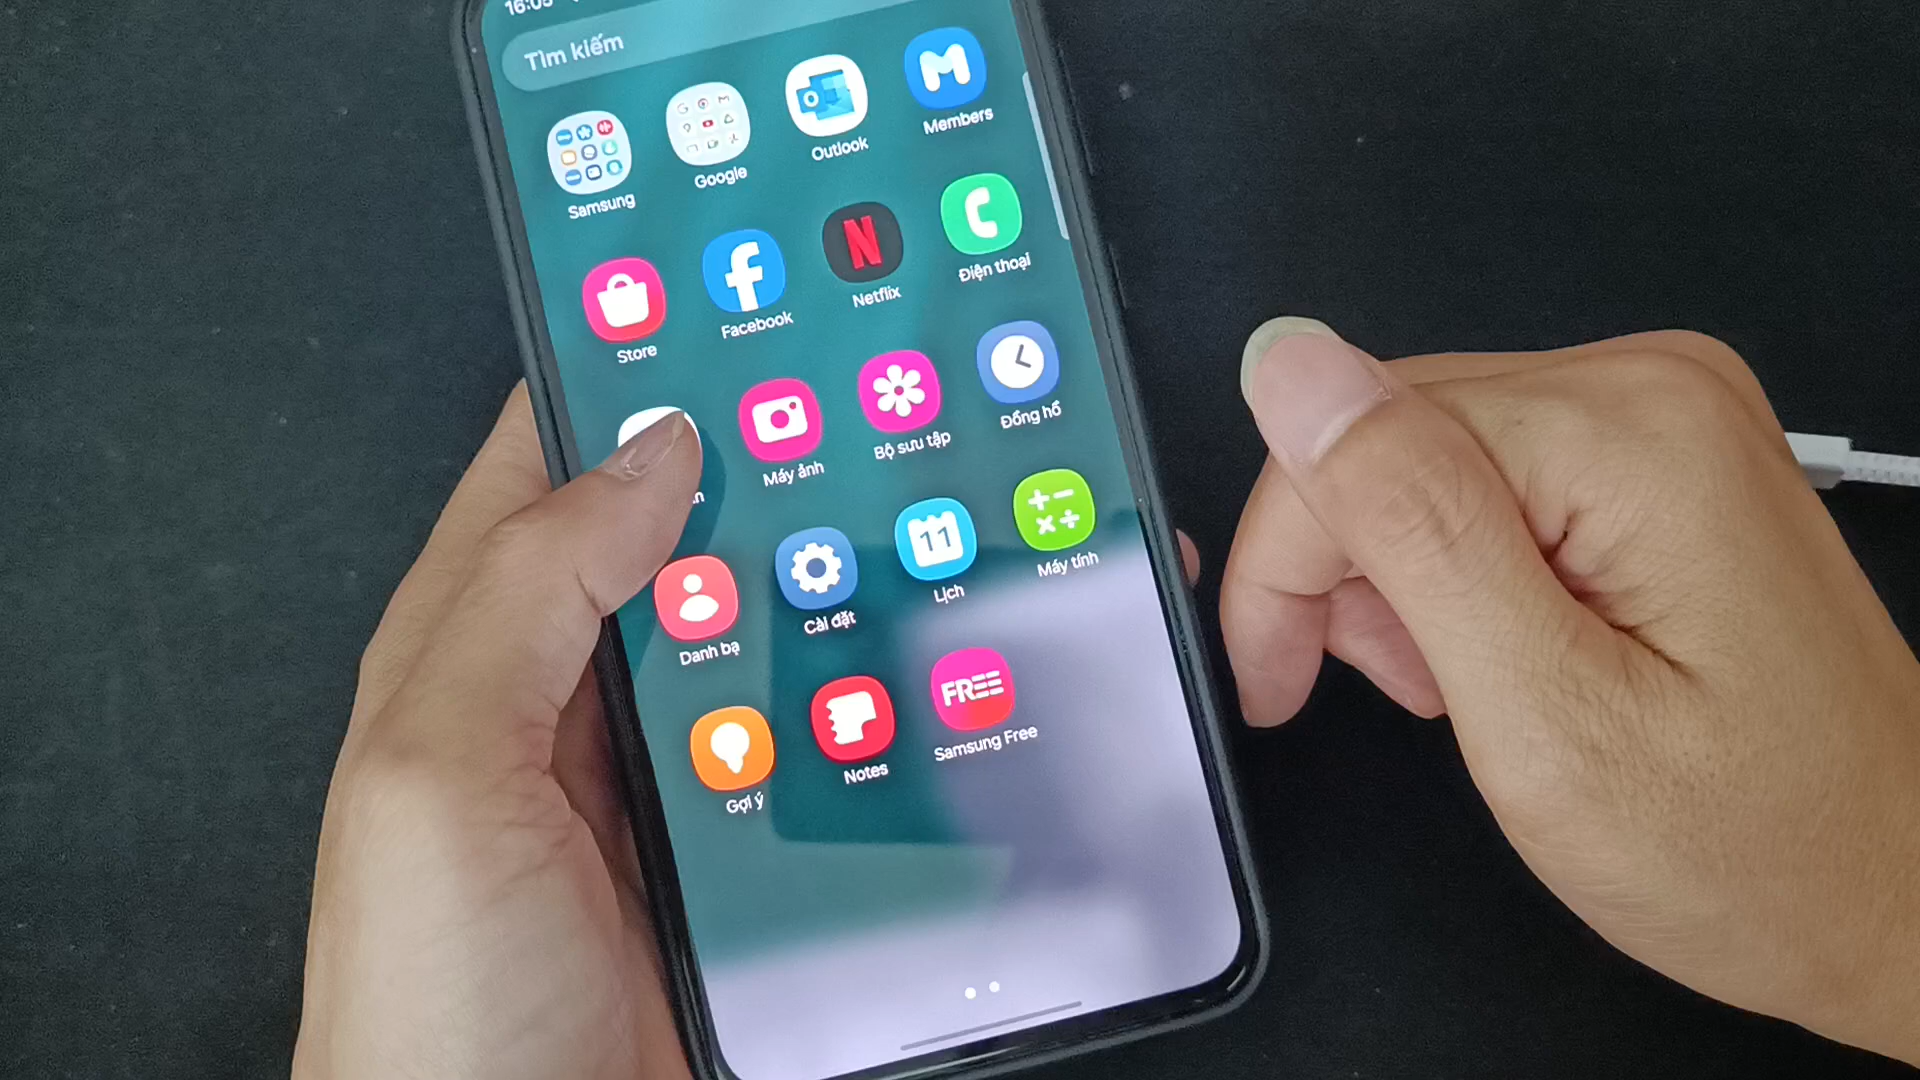 16:05
Tìm kiếm
Samsung
Google
Outlook
Members
Store
Facebook
Netflix
Điện thoại
Máy ảnh
Bộ sưu tập
Đồng hồ
Danh bạ
Cài đặt
11
Lịch
Máy tính
Gợi ý
Notes
FREE
Samsung Free